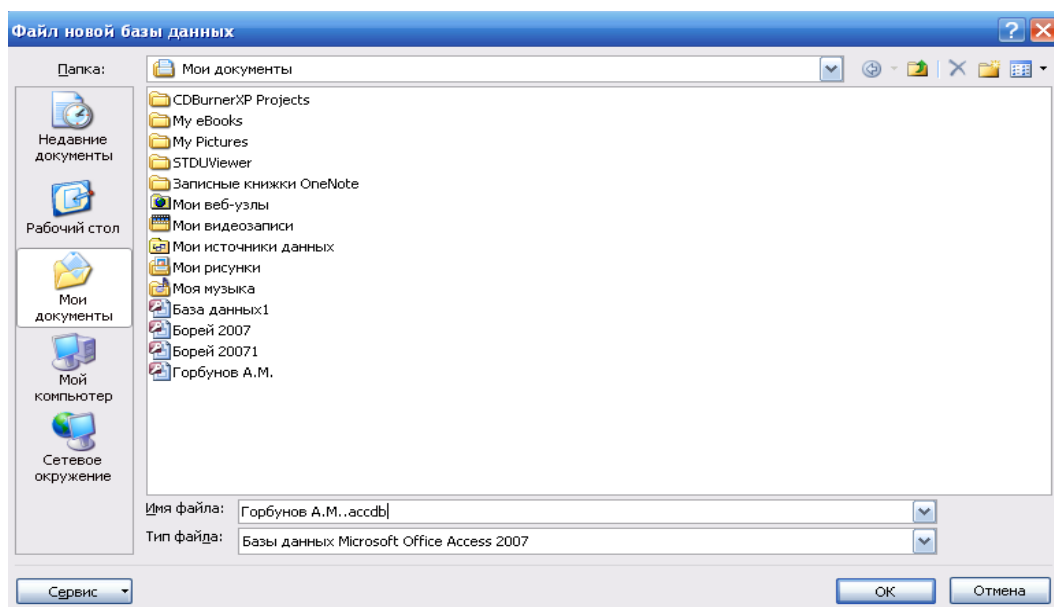 Файл новой базы данных
Папка:
Мои документы
Недавние
документы
Рабочий стол
Мои
документы
Мой
компьютер
Сетевое
окружение
CDBurnerXP Projects
My eBooks
My Pictures
STDUViewer
Записные книжки OneNote
Мои веб-узлы
Мои видеозаписи
Мои источники данных
Мои рисунки
Моя музыка
База данных1
Борей 2007
Борей 20071
Горбунов А.М.
Имя файла:
Горбунов А.М..accdb
Тип файла:
Базы данных Microsoft Office Access 2007
Сервис
ОК
Отмена